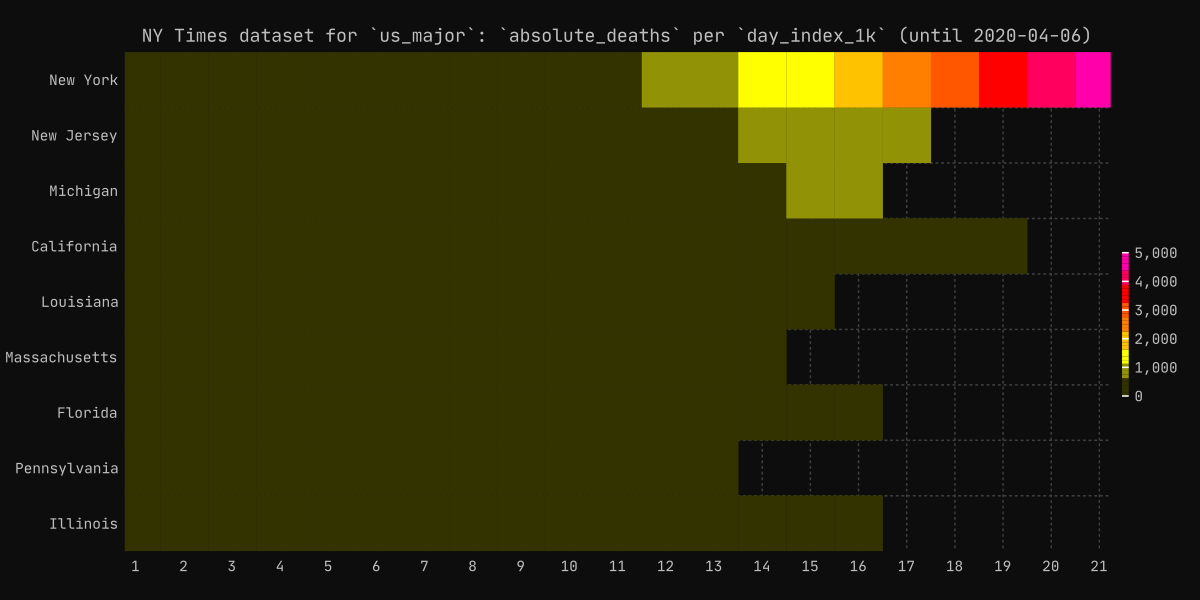 NY Times dataset for `us_major`: `absolute_deaths` per `day_index_1k` (until 2020-04-06)
New York
New Jersey
Michigan
California
Louisiana
Massachusetts
Florida
Pennsylvania
Illinois
5,000
4,000
3,000
2,000
1,000
0
1 2 3 4 5 6 7 8 9 10 11 12 13 14 15 16 17 18 19 20 21